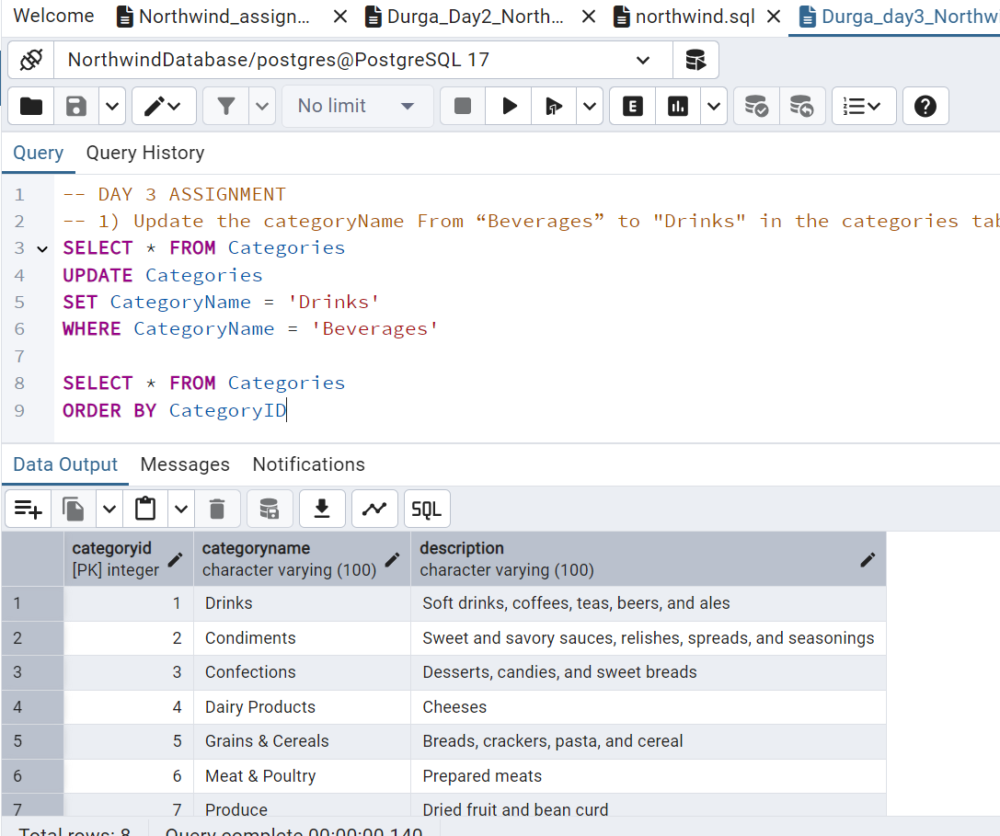 Welcome Northwind_assign... Durga_Day2_North... northwind.sql Durga_day3_Northw
NorthwindDatabase/postgres@PostgreSQL 17
No limit E
Query Query History
1 -- DAY 3 ASSIGNMENT
2 -- 1) Update the categoryName From “Beverages” to "Drinks" in the categories tab
3 SELECT * FROM Categories
4 UPDATE Categories
5 SET CategoryName = 'Drinks'
6 WHERE CategoryName = 'Beverages'
7
8 SELECT * FROM Categories
9 ORDER BY CategoryID
Data Output Messages Notifications
SQL
categoryid categoryname description
[PK] integer character varying (100) character varying (100)
1 1 Drinks Soft drinks, coffees, teas, beers, and ales
2 2 Condiments Sweet and savory sauces, relishes, spreads, and seasonings
3 3 Confections Desserts, candies, and sweet breads
4 4 Dairy Products Cheeses
5 5 Grains & Cereals Breads, crackers, pasta, and cereal
6 6 Meat & Poultry Prepared meats
7 7 Produce Dried fruit and bean curd
Total rows: 8 Query complete 00:00:00.140